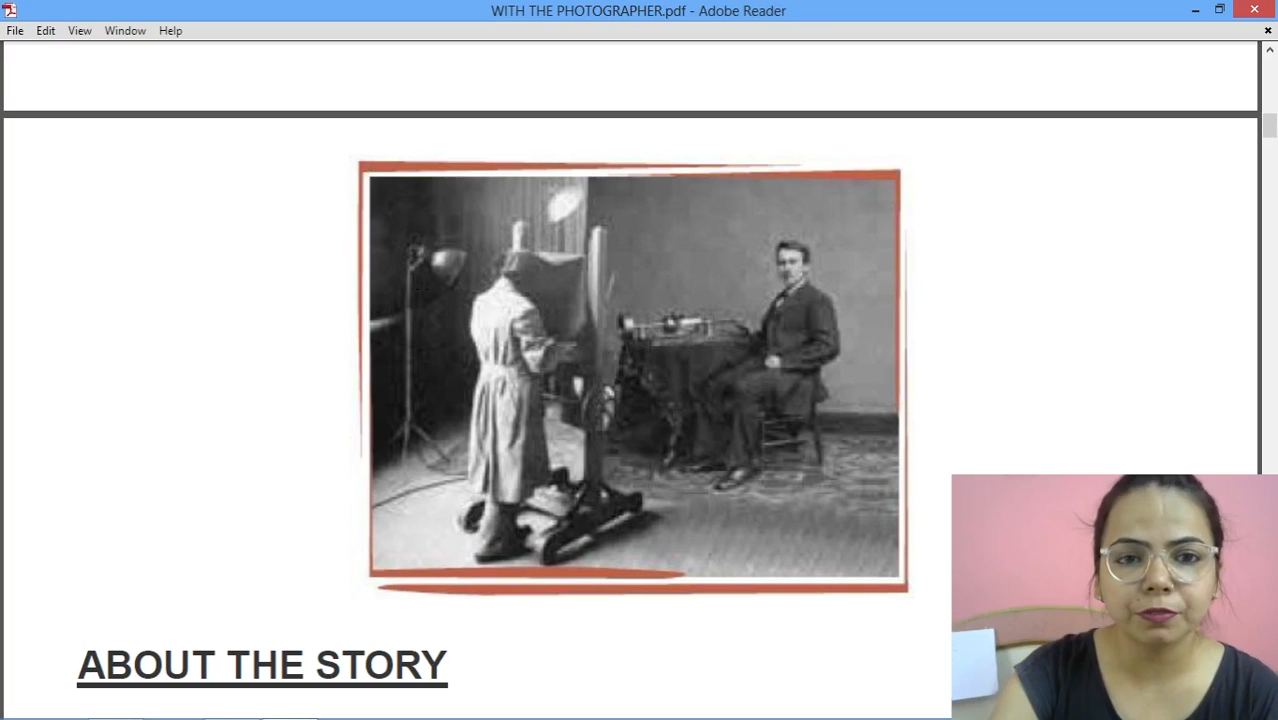 WITH THE PHOTOGRAPHER.pdf - Adobe Reader
File Edit View Window Help
ABOUT THE STORY